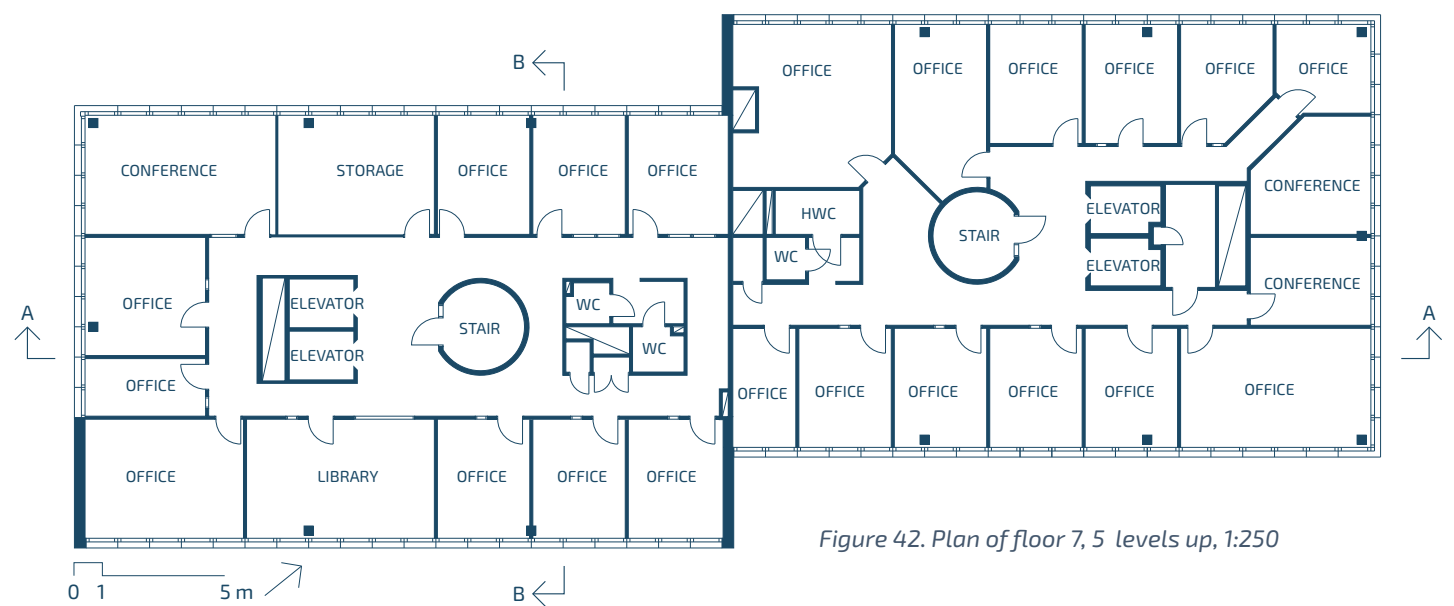 OFFICE
OFFICE
OFFICE
OFFICE
OFFICE
OFFICE
B
CONFERENCE
STORAGE
OFFICE
OFFICE
OFFICE
CONFERENCE
HWC
ELEVATOR
STAIR
WC
ELEVATOR
CONFERENCE
OFFICE
ELEVATOR
WC
A
A
STAIR
WC
ELEVATOR
OFFICE
OFFICE
OFFICE
OFFICE
OFFICE
OFFICE
OFFICE
OFFICE
LIBRARY
OFFICE
OFFICE
OFFICE
Figure 42. Plan of floor 7, 5 levels up, 1:250
0 1 5 m
B